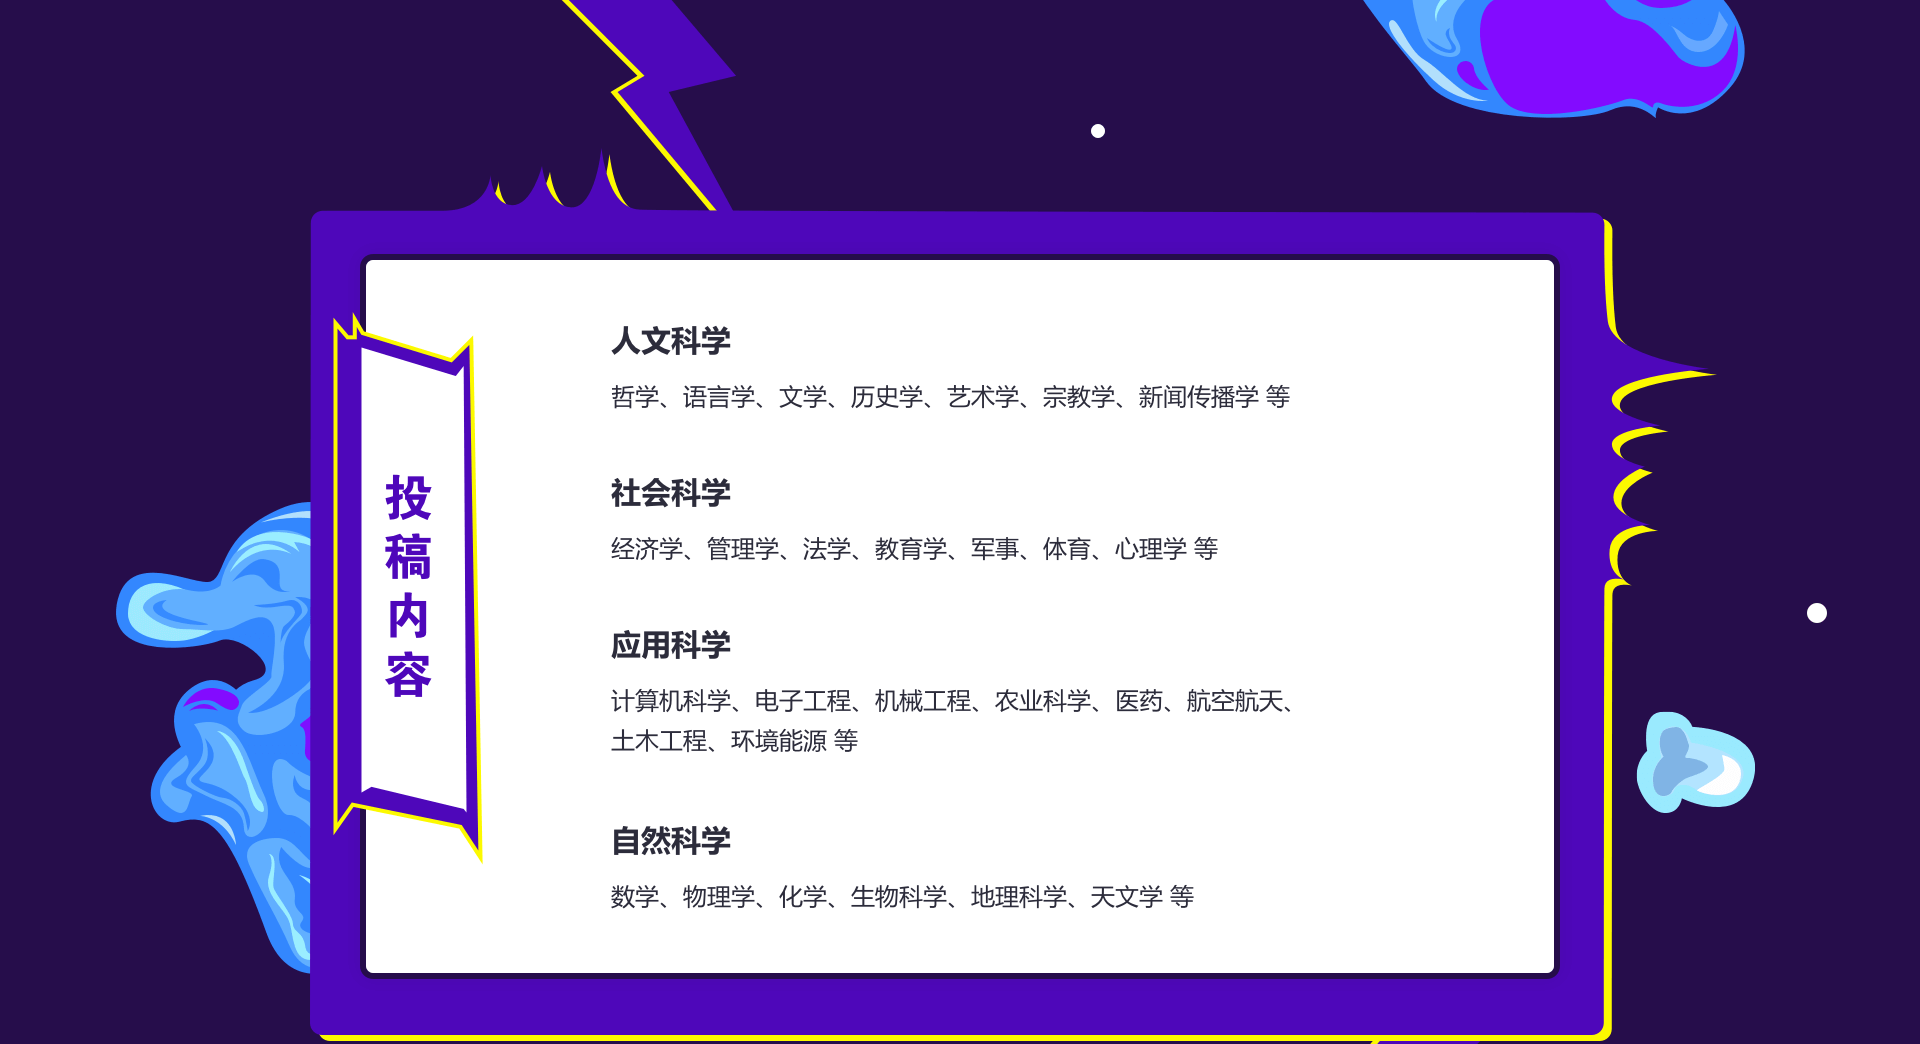 投稿内容
人文科学
哲学、语言学、文学、历史学、艺术学、宗教学、新闻传播学 等
社会科学
经济学、管理学、法学、教育学、军事、体育、心理学 等
应用科学
计算机科学、电子工程、机械工程、农业科学、医药、航空航天、
土木工程、环境能源 等
自然科学
数学、物理学、化学、生物科学、地理科学、天文学 等